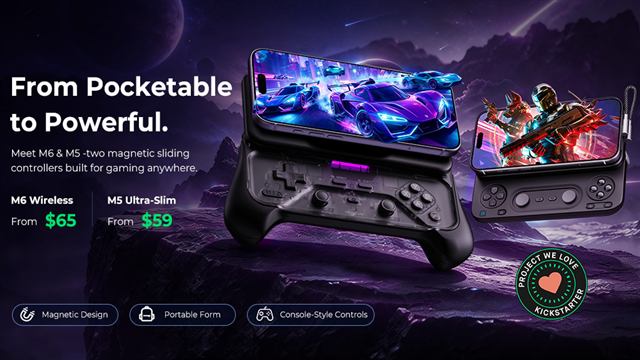 From Pocketable
to Powerful.
Meet M6 & M5 -two magnetic sliding
controllers built for gaming anywhere.
M6 Wireless
From $65
M5 Ultra-Slim
From $59
Magnetic Design
Portable Form
Console-Style Controls
PROJECT WE LOVE
KICKSTARTER